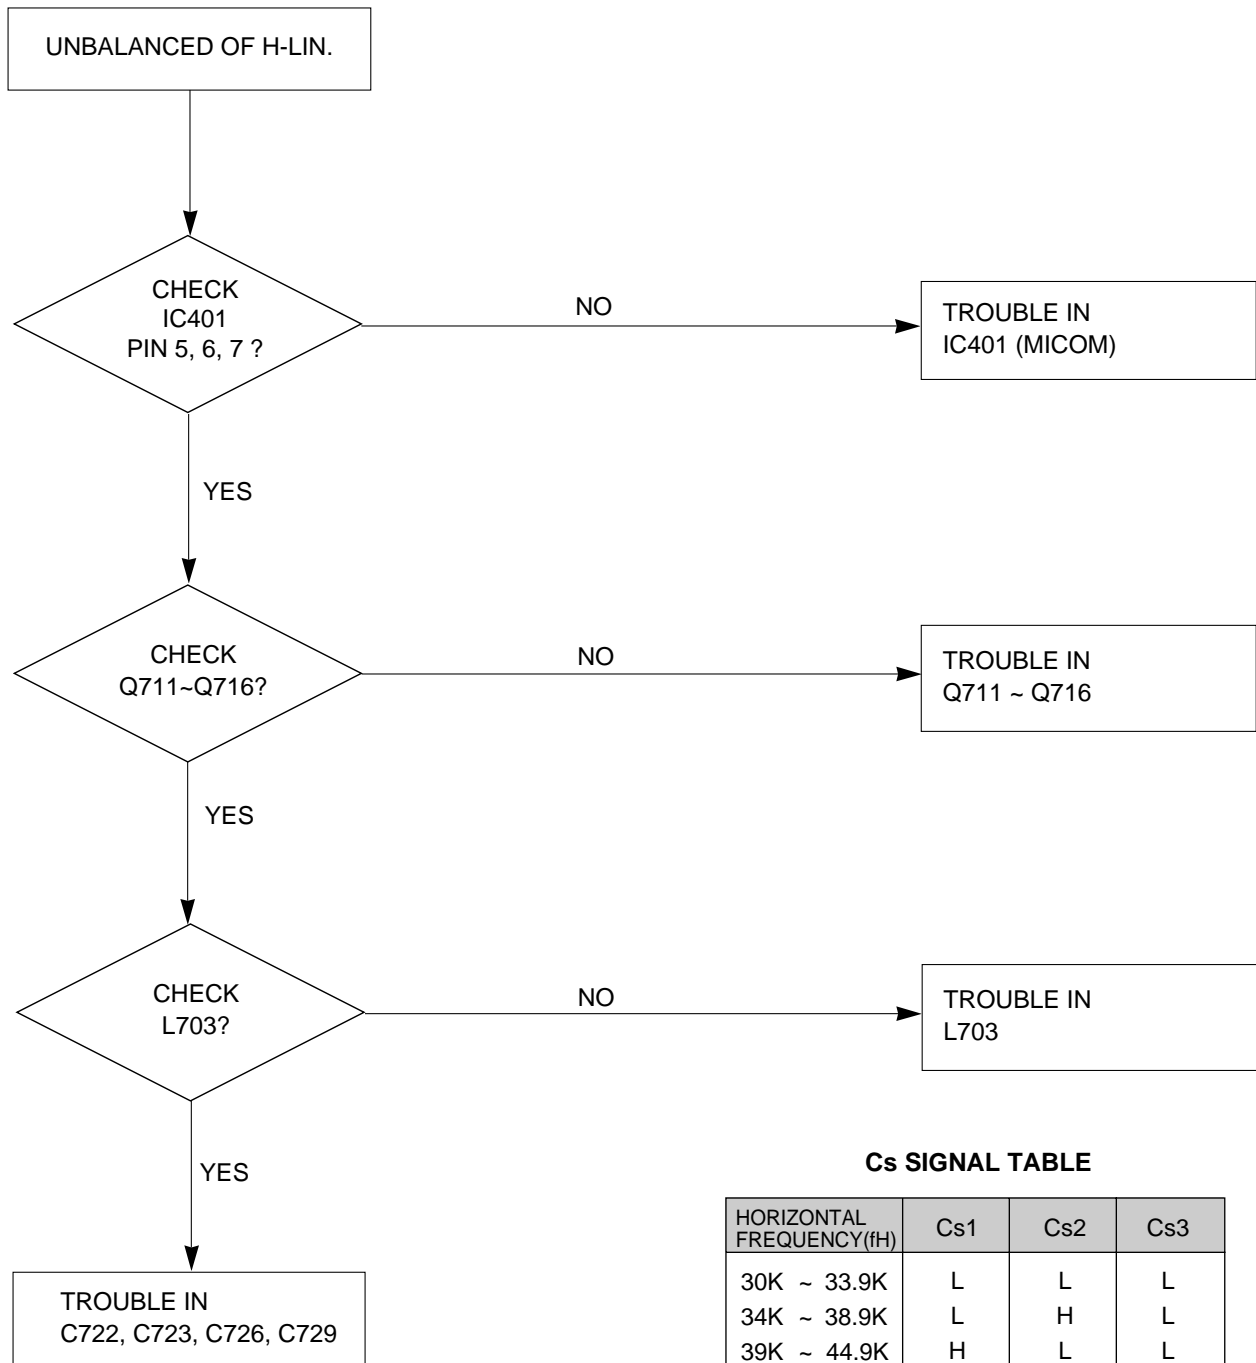 UNBALANCED OF H-LIN.
CHECK
IC401
PIN 5, 6, 7 ?
NO
TROUBLE IN
IC401 (MICOM)
YES
CHECK
Q711~Q716?
NO
TROUBLE IN
Q711 ~ Q716
YES
CHECK
L703?
NO
TROUBLE IN
L703
YES
TROUBLE IN
C722, C723, C726, C729
Cs SIGNAL TABLE
HORIZONTAL
FREQUENCY(fH) Cs1 Cs2 Cs3
30K ~ 33.9K L L L
34K ~ 38.9K L H L
39K ~ 44.9K H L L